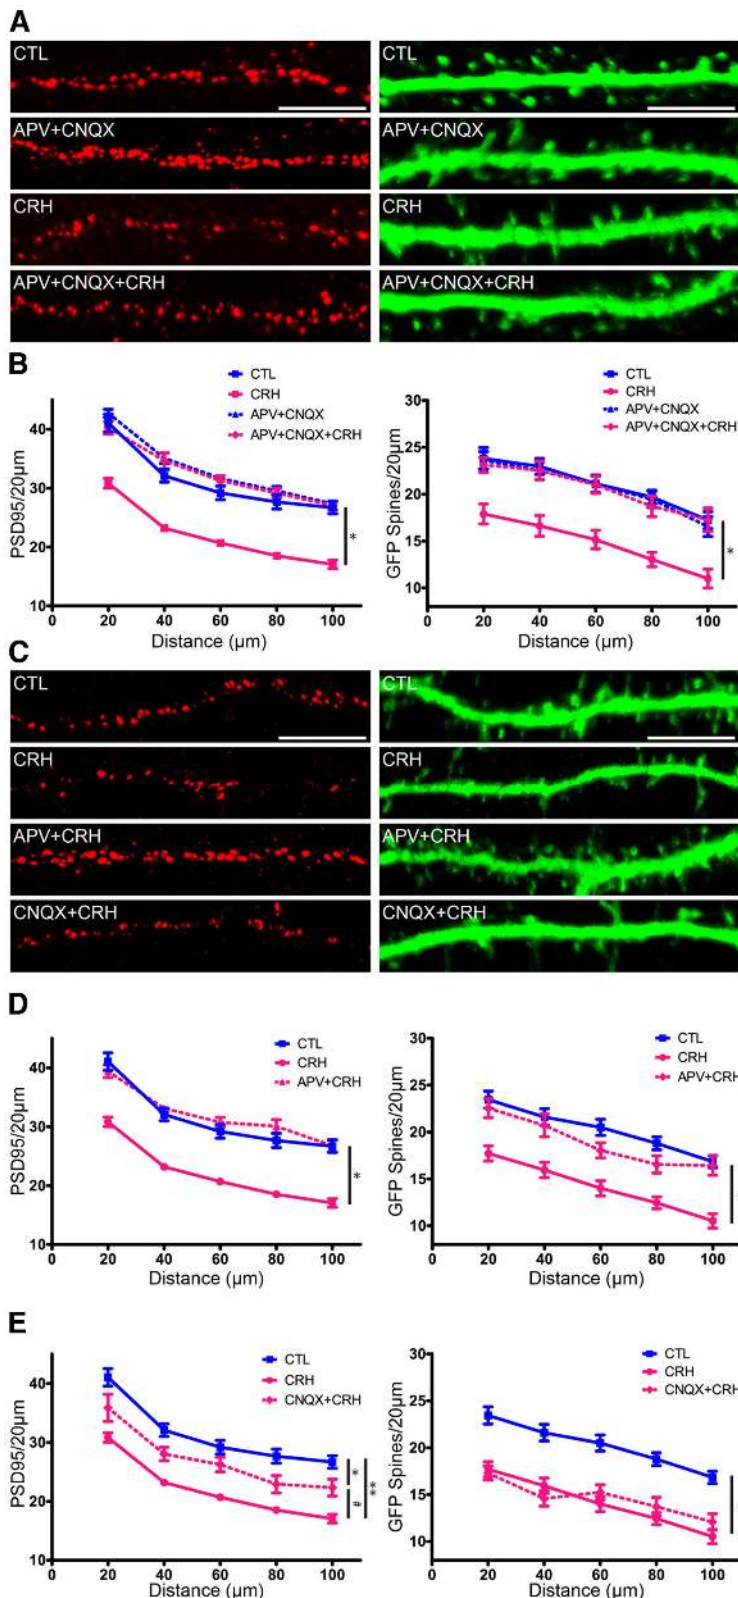 A
CTL
APV+CNQX
CRH
APV+CNQX+CRH
CTL
APV+CNQX
CRH
APV+CNQX+CRH
B
CTL
CRH
APV+CNQX
APV+CNQX+CRH
PSD95/20µm
40
30
20
10
0 20 40 60 80 100
Distance (µm)
*
CTL
CRH
APV+CNQX
APV+CNQX+CRH
GFP Spines/20µm
30
25
20
15
10
0 20 40 60 80 100
Distance (µm)
*
C
CTL
CRH
APV+CRH
CNQX+CRH
CTL
CRH
APV+CRH
CNQX+CRH
D
CTL
CRH
APV+CRH
PSD95/20µm
40
30
20
10
0 20 40 60 80 100
Distance (µm)
*
CTL
CRH
APV+CRH
GFP Spines/20µm
30
25
20
15
10
0 20 40 60 80 100
Distance (µm)
E
CTL
CRH
CNQX+CRH
PSD95/20µm
40
30
20
10
0 20 40 60 80 100
Distance (µm)
*
#
**
CTL
CRH
CNQX+CRH
GFP Spines/20µm
30
25
20
15
10
0 20 40 60 80 100
Distance (µm)